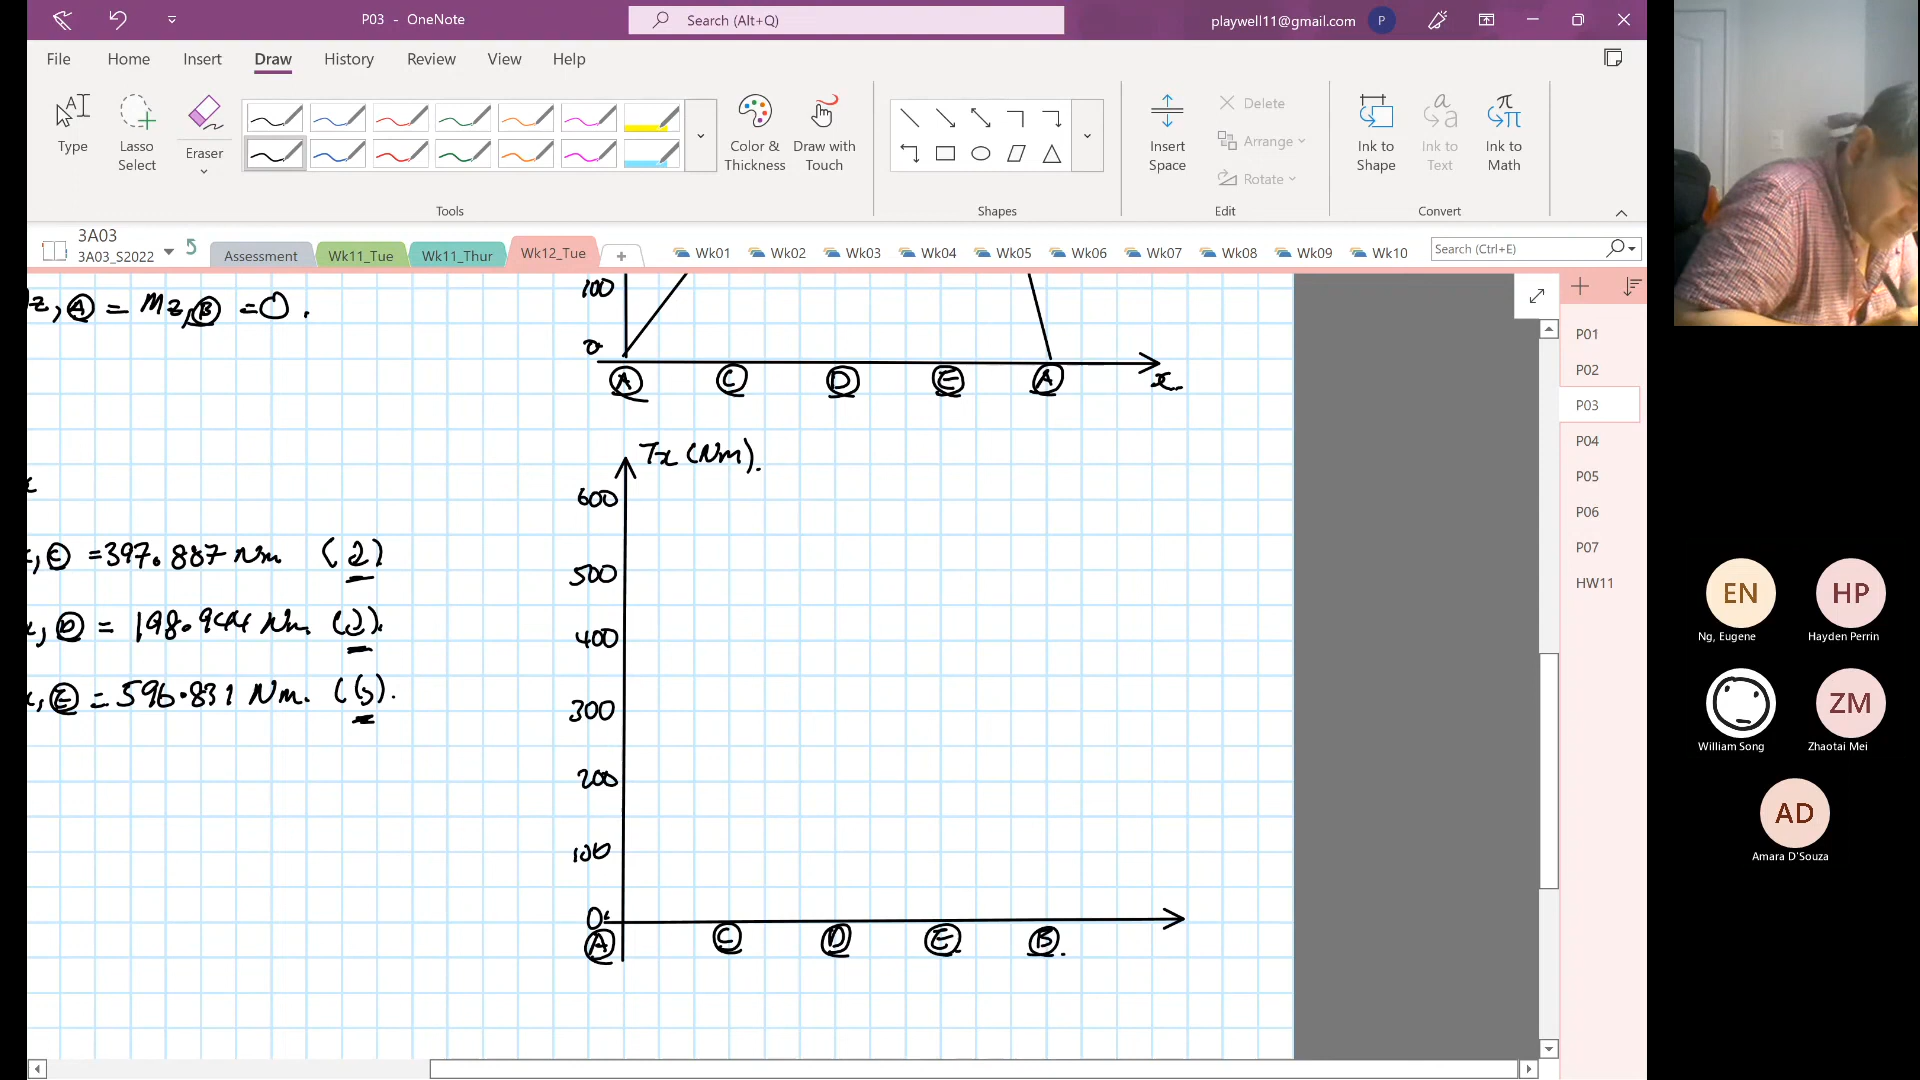 P03 - OneNote
Search (Alt+Q)
playwell11@gmail.com
P
File Home Insert Draw History Review View Help
Type
Lasso Select
Eraser
Color & Thickness
Draw with Touch
Insert Space
Delete
Arrange
Rotate
Ink to Shape
Ink to Text
Ink to Math
Tools
Shapes
Edit
Convert
3A03
3A03_S2022
Assessment
Wk11_Tue
Wk11_Thur
Wk12_Tue
Wk01
Wk02
Wk03
Wk04
Wk05
Wk06
Wk07
Wk08
Wk09
Wk10
Search (Ctrl+E)
P01
P02
P03
P04
P05
P06
P07
HW11
z, A = Mz, B = 0.
100
0
A C D E A x
Tx (Nm).
600
500
400
300
200
100
0
A C D E B.
, C = 397.887 Nm (2)
, D = 198.944 Nm (2).
, E = 596.831 Nm.
EN
Ng, Eugene
HP
Hayden Perrin
William Song
ZM
Zhaotai Mei
AD
Amara D'Souza